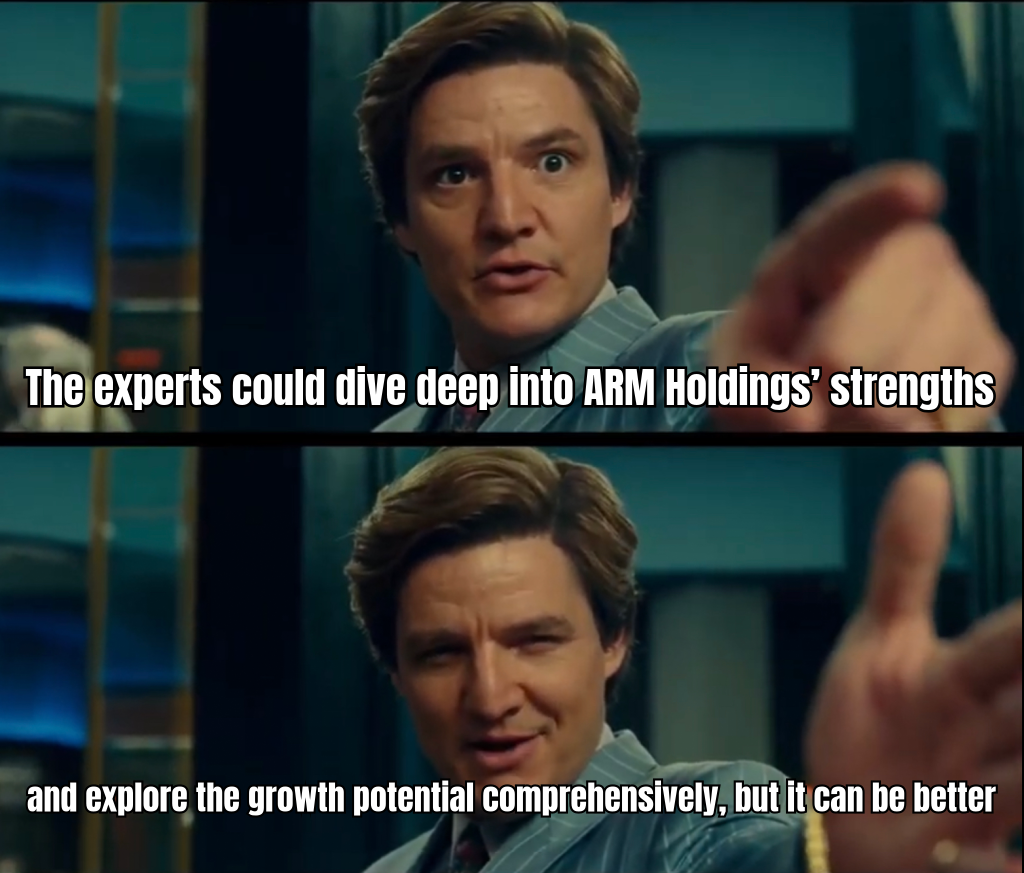 The experts could dive deep into ARM Holdings’ strengths
and explore the growth potential comprehensively, but it can be better